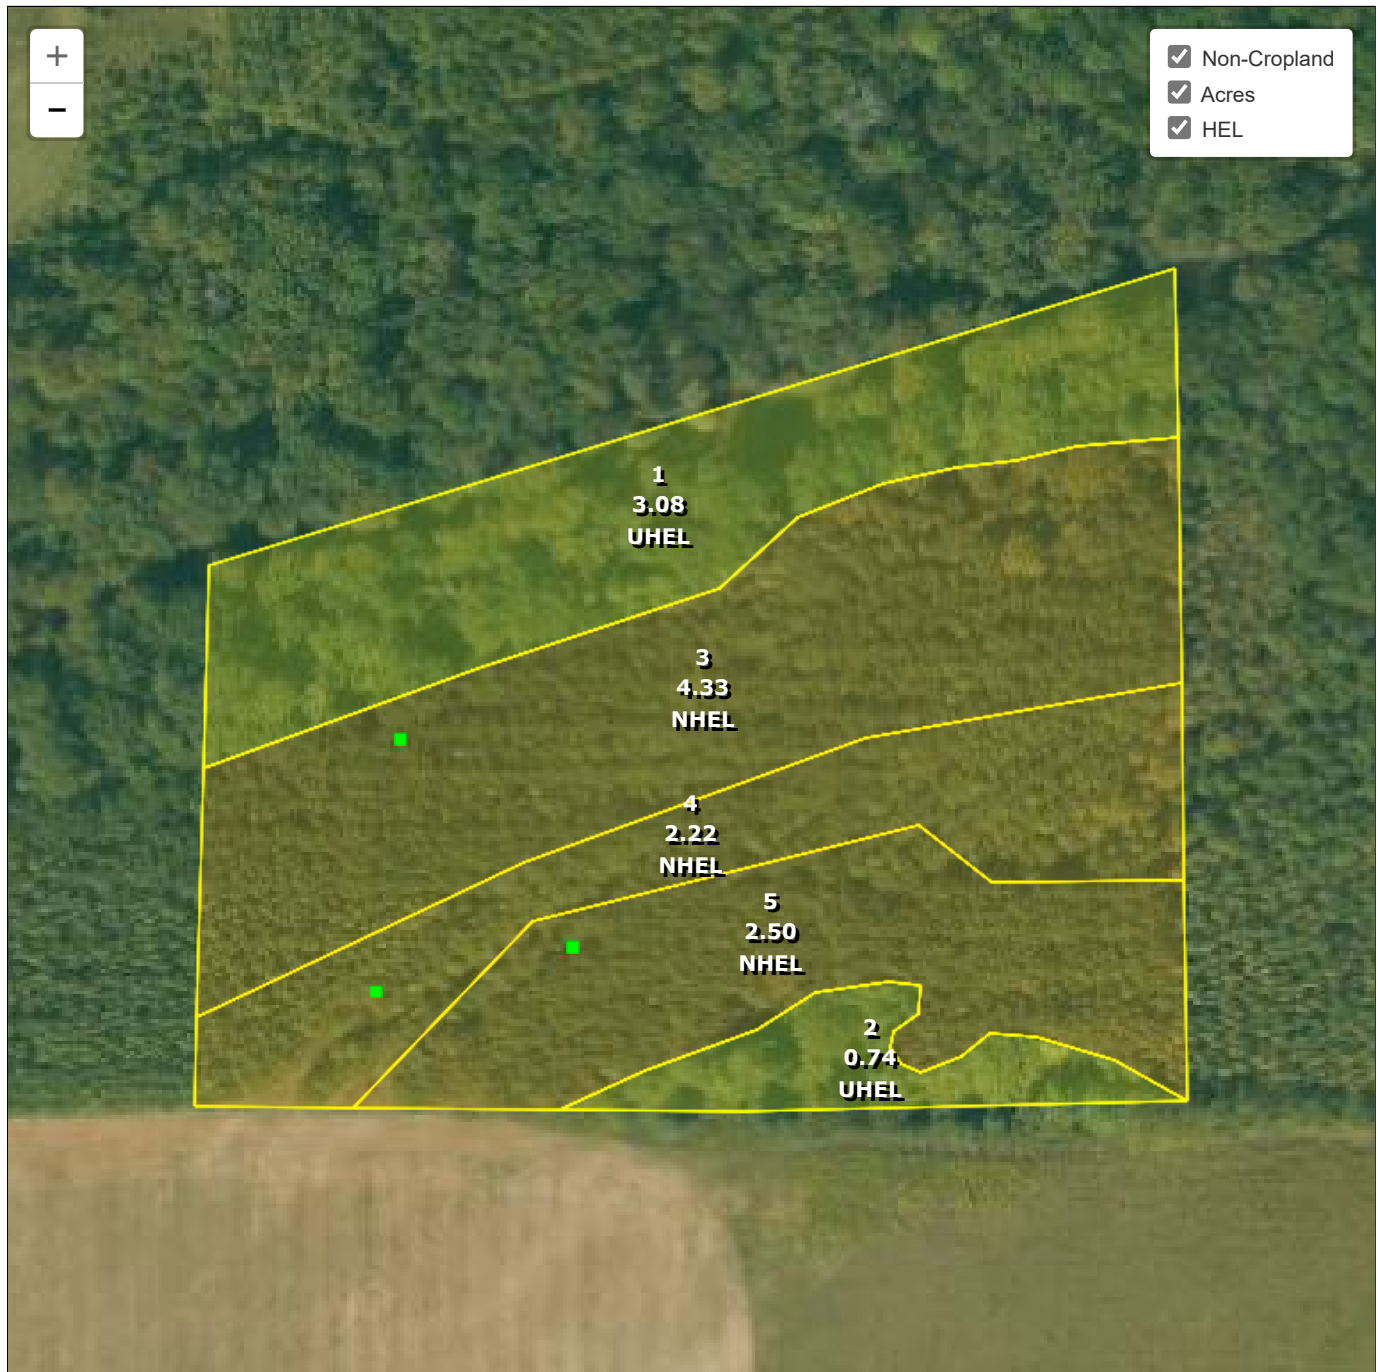 +
−
Non-Cropland
Acres
HEL
1
3.08
UHEL
3
4.33
NHEL
4
2.22
NHEL
5
2.50
NHEL
2
0.74
UHEL